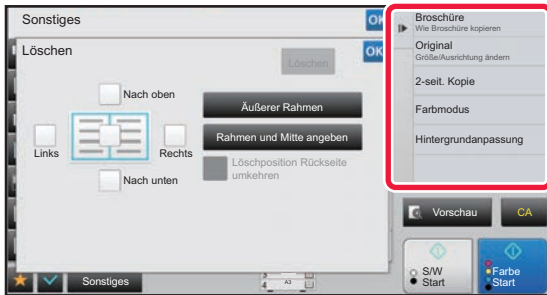 Sonstiges
OK
Löschen
OK
Löschen
Nach oben
Links
Rechts
Nach unten
Äußerer Rahmen
Rahmen und Mitte angeben
Löschposition Rückseite
umkehren
Sonstiges
4
A3
Broschüre
Wie Broschüre kopieren
Original
Größe/Ausrichtung ändern
2-seit. Kopie
Farbmodus
Hintergrundanpassung
Vorschau
CA
S/W
Start
Farbe
Start